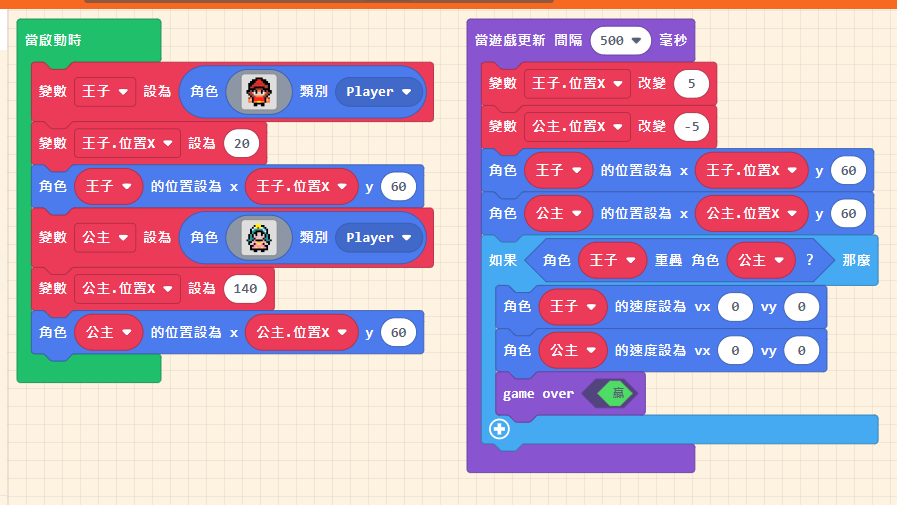 當啟動時
變數 王子 設為 角色 類別 Player
變數 王子.位置X 設為 20
角色 王子 的位置設為 x 王子.位置X y 60
變數 公主 設為 角色 類別 Player
變數 公主.位置X 設為 140
角色 公主 的位置設為 x 公主.位置X y 60
當遊戲更新 間隔 500 毫秒
變數 王子.位置X 改變 5
變數 公主.位置X 改變 -5
角色 王子 的位置設為 x 王子.位置X y 60
角色 公主 的位置設為 x 公主.位置X y 60
如果 角色 王子 重疊 角色 公主 ? 那麼
角色 王子 的速度設為 vx 0 vy 0
角色 公主 的速度設為 vx 0 vy 0
game over 贏